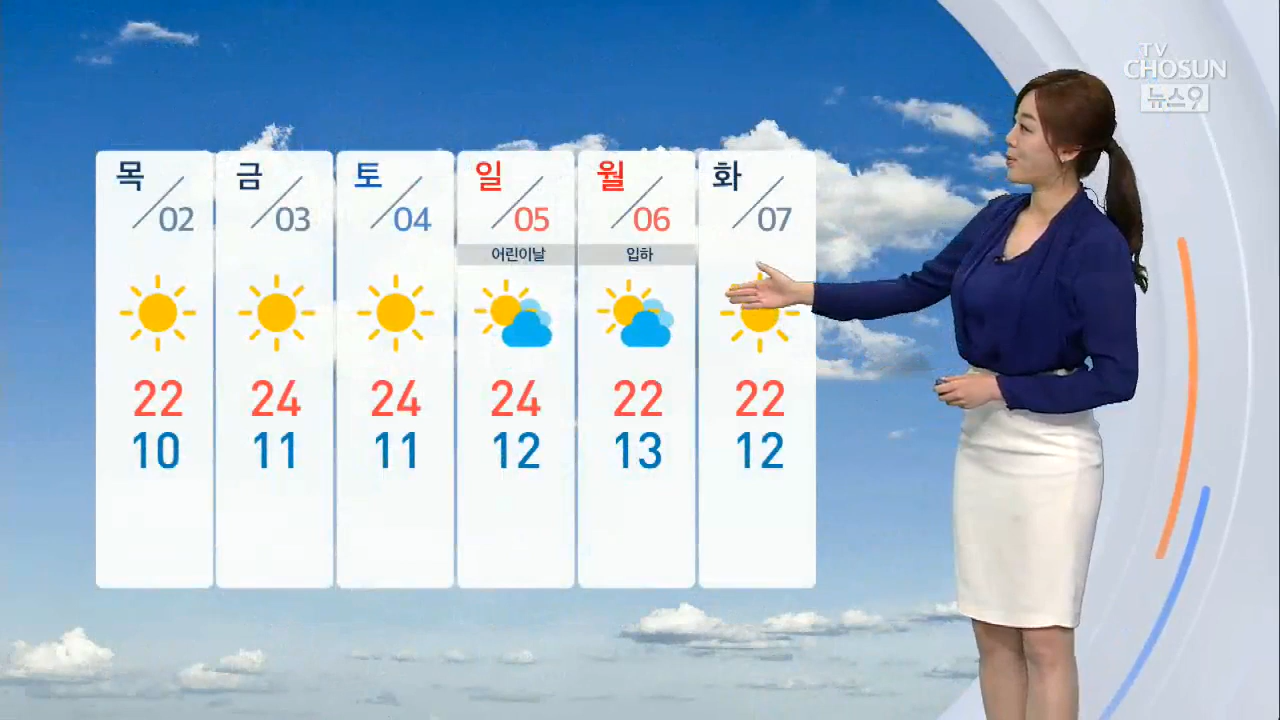 TV
CHOSUN
뉴스9
목/02
금/03
토/04
일/05
월/06
화/07
어린이날
입하
22
24
24
24
22
22
10
11
11
12
13
12